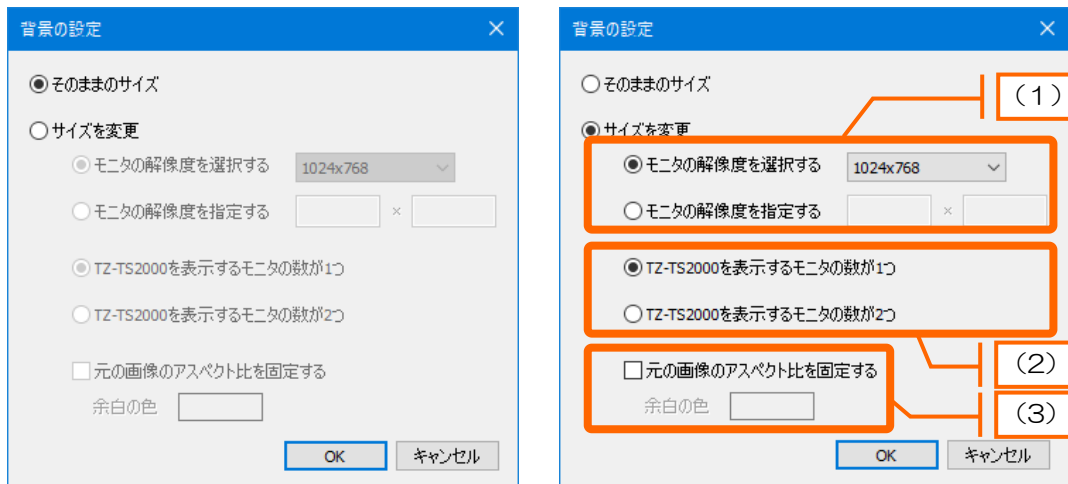 背景の設定
そのままのサイズ
サイズを変更
モニタの解像度を選択する 1024x768
モニタの解像度を指定する ×
TZ-TS2000を表示するモニタの数が1つ
TZ-TS2000を表示するモニタの数が2つ
元の画像のアスペクト比を固定する
余白の色
OK キャンセル
背景の設定
そのままのサイズ
(1)
サイズを変更
モニタの解像度を選択する 1024x768
モニタの解像度を指定する ×
TZ-TS2000を表示するモニタの数が1つ
TZ-TS2000を表示するモニタの数が2つ
(2)
元の画像のアスペクト比を固定する
余白の色
(3)
OK キャンセル